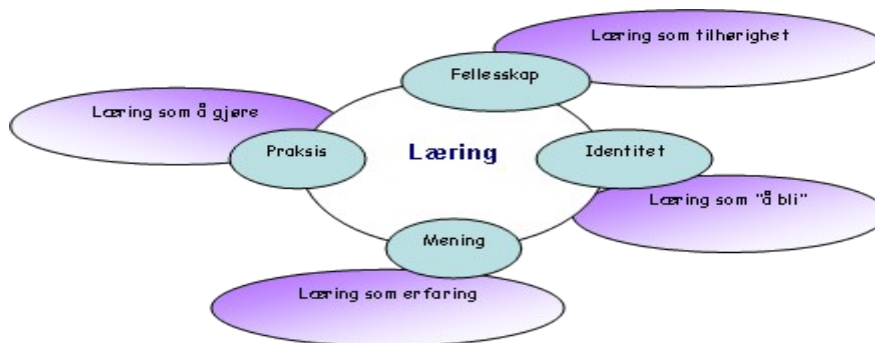 Læring som tilhørighet
Fellesskap
Læring som å gjøre
Praksis
Læring
Identitet
Læring som "å bli"
Mening
Læring som erfaring